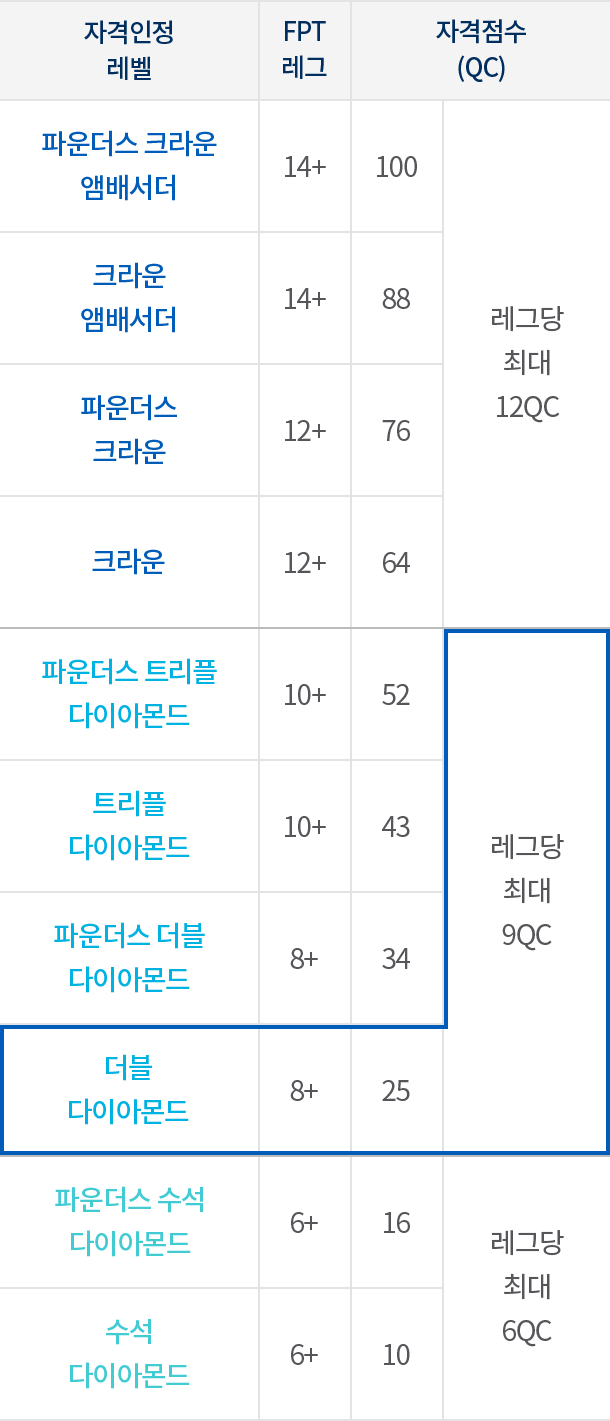 자격인정
레벨
FPT
레그
자격점수
(QC)
파운더스 크라운
앰배서더
14+
100
크라운
앰배서더
14+
88
파운더스
크라운
12+
76
크라운
12+
64
레그당
최대
12QC
파운더스 트리플
다이아몬드
10+
52
트리플
다이아몬드
10+
43
파운더스 더블
다이아몬드
8+
34
더블
다이아몬드
8+
25
레그당
최대
9QC
파운더스 수석
다이아몬드
6+
16
수석
다이아몬드
6+
10
레그당
최대
6QC